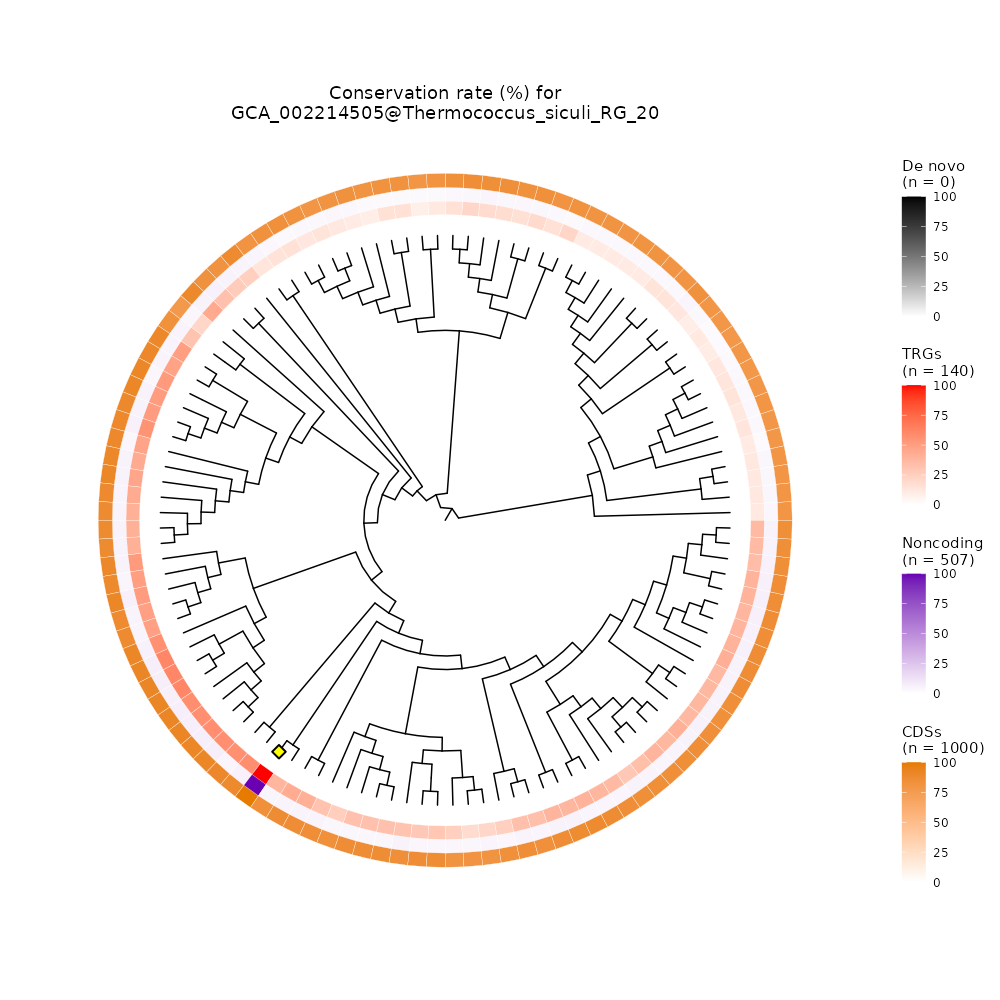 Conservation rate (%) for
GCA_002214505@Thermococcus_siculi_RG_20
De novo
(n = 0)
100
75
50
25
0
TRGs
(n = 140)
100
75
50
25
0
Noncoding
(n = 507)
100
75
50
25
0
CDSs
(n = 1000)
100
75
50
25
0